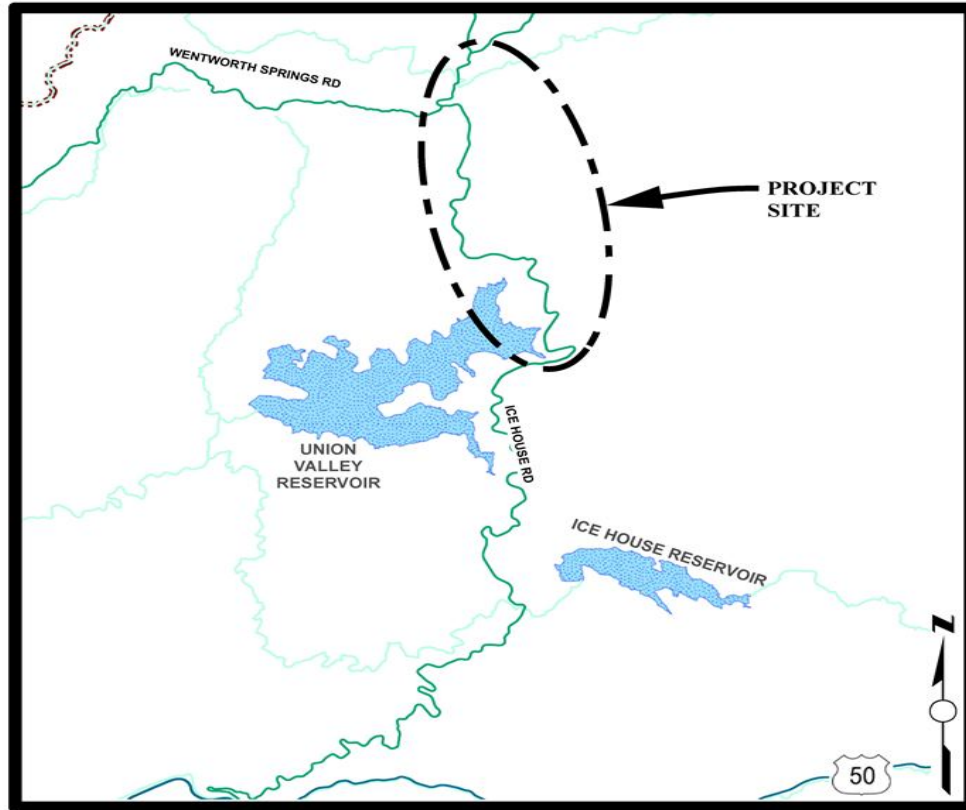 WENTWORTH SPRINGS RD
PROJECT
SITE
ICE HOUSE RD
UNION
VALLEY
RESERVOIR
ICE HOUSE RESERVOIR
N
50